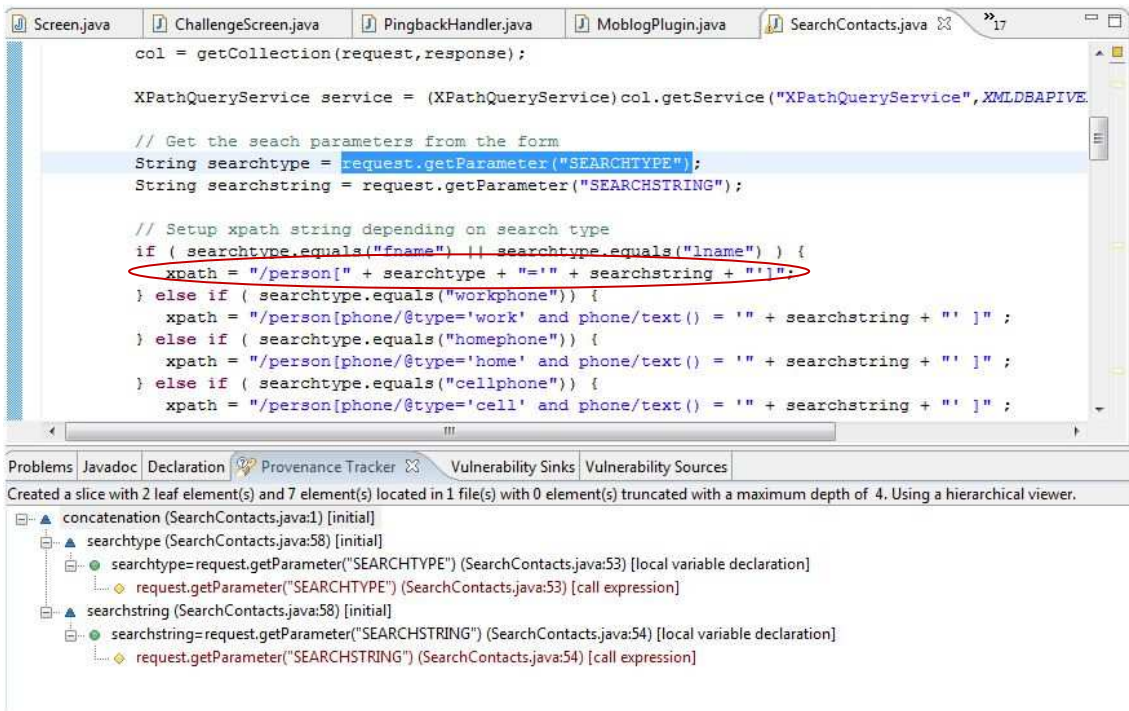 Screen.java ChallengeScreen.java PingbackHandler.java MoblogPlugin.java SearchContacts.java »17
col = getCollection(request,response);
XPathQueryService service = (XPathQueryService)col.getService("XPathQueryService",XMLDBAPIVE
// Get the seach parameters from the form
String searchtype = request.getParameter("SEARCHTYPE");
String searchstring = request.getParameter("SEARCHSTRING");
// Setup xpath string depending on search type
if ( searchtype.equals("fname") || searchtype.equals("lname") ) {
xpath = "/person[" + searchtype + "='" + searchstring + "']";
} else if ( searchtype.equals("workphone")) {
xpath = "/person[phone/@type='work' and phone/text() = '" + searchstring + "' ]" ;
} else if ( searchtype.equals("homephone")) {
xpath = "/person[phone/@type='home' and phone/text() = '" + searchstring + "' ]" ;
} else if ( searchtype.equals("cellphone")) {
xpath = "/person[phone/@type='cell' and phone/text() = '" + searchstring + "' ]" ;
Problems Javadoc Declaration Provenance Tracker Vulnerability Sinks Vulnerability Sources
Created a slice with 2 leaf element(s) and 7 element(s) located in 1 file(s) with 0 element(s) truncated with a maximum depth of 4. Using a hierarchical viewer.
concatenation (SearchContacts.java:1) [initial]
searchtype (SearchContacts.java:58) [initial]
searchtype=request.getParameter("SEARCHTYPE") (SearchContacts.java:53) [local variable declaration]
request.getParameter("SEARCHTYPE") (SearchContacts.java:53) [call expression]
searchstring (SearchContacts.java:58) [initial]
searchstring=request.getParameter("SEARCHSTRING") (SearchContacts.java:54) [local variable declaration]
request.getParameter("SEARCHSTRING") (SearchContacts.java:54) [call expression]